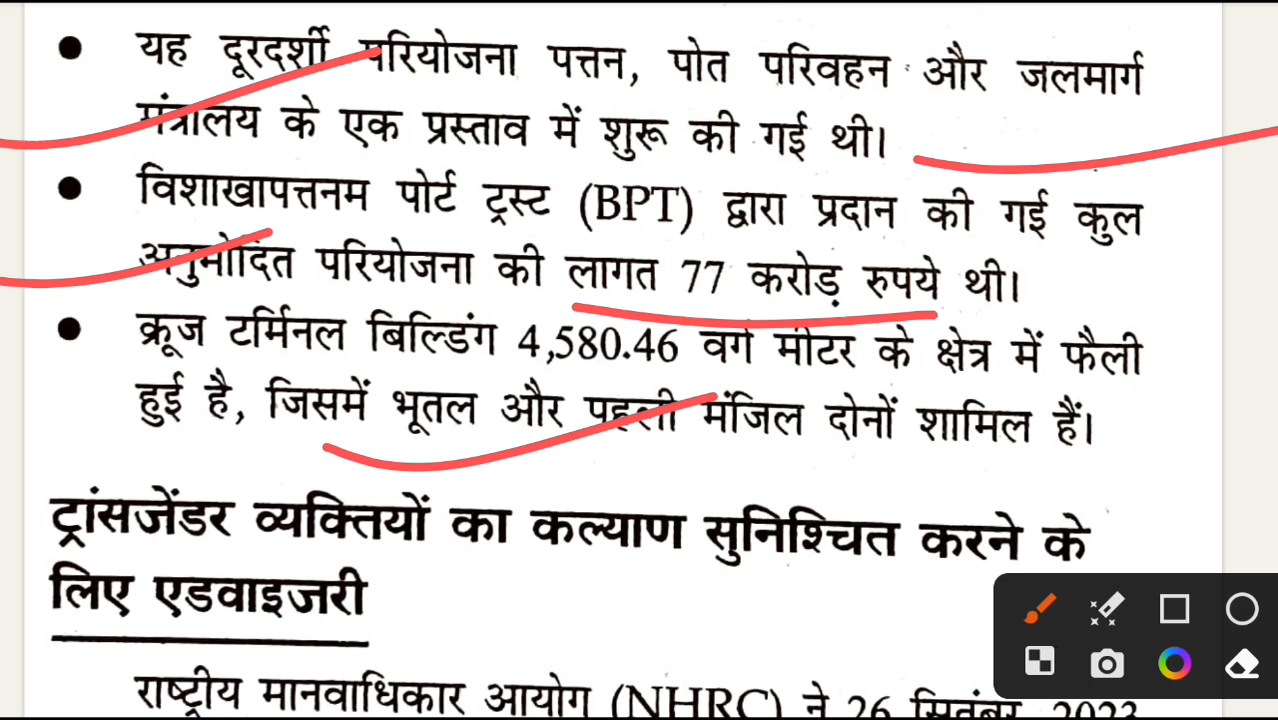 • यह दूरदर्शी परियोजना पत्तन, पोत परिवहन और जलमार्ग
मंत्रालय के एक प्रस्ताव में शुरू की गई थी।
• विशाखापत्तनम पोर्ट ट्रस्ट (BPT) द्वारा प्रदान की गई कुल
अनुमोदित परियोजना की लागत 77 करोड़ रुपये थी।
• क्रूज टर्मिनल बिल्डिंग 4,580.46 वर्ग मीटर के क्षेत्र में फैली
हुई है, जिसमें भूतल और पहली मंजिल दोनों शामिल हैं।
ट्रांसजेंडर व्यक्तियों का कल्याण सुनिश्चित करने के
लिए एडवाइजरी
राष्ट्रीय मानवाधिकार आयोग (NHRC) ने 26 सितंबर, 2023